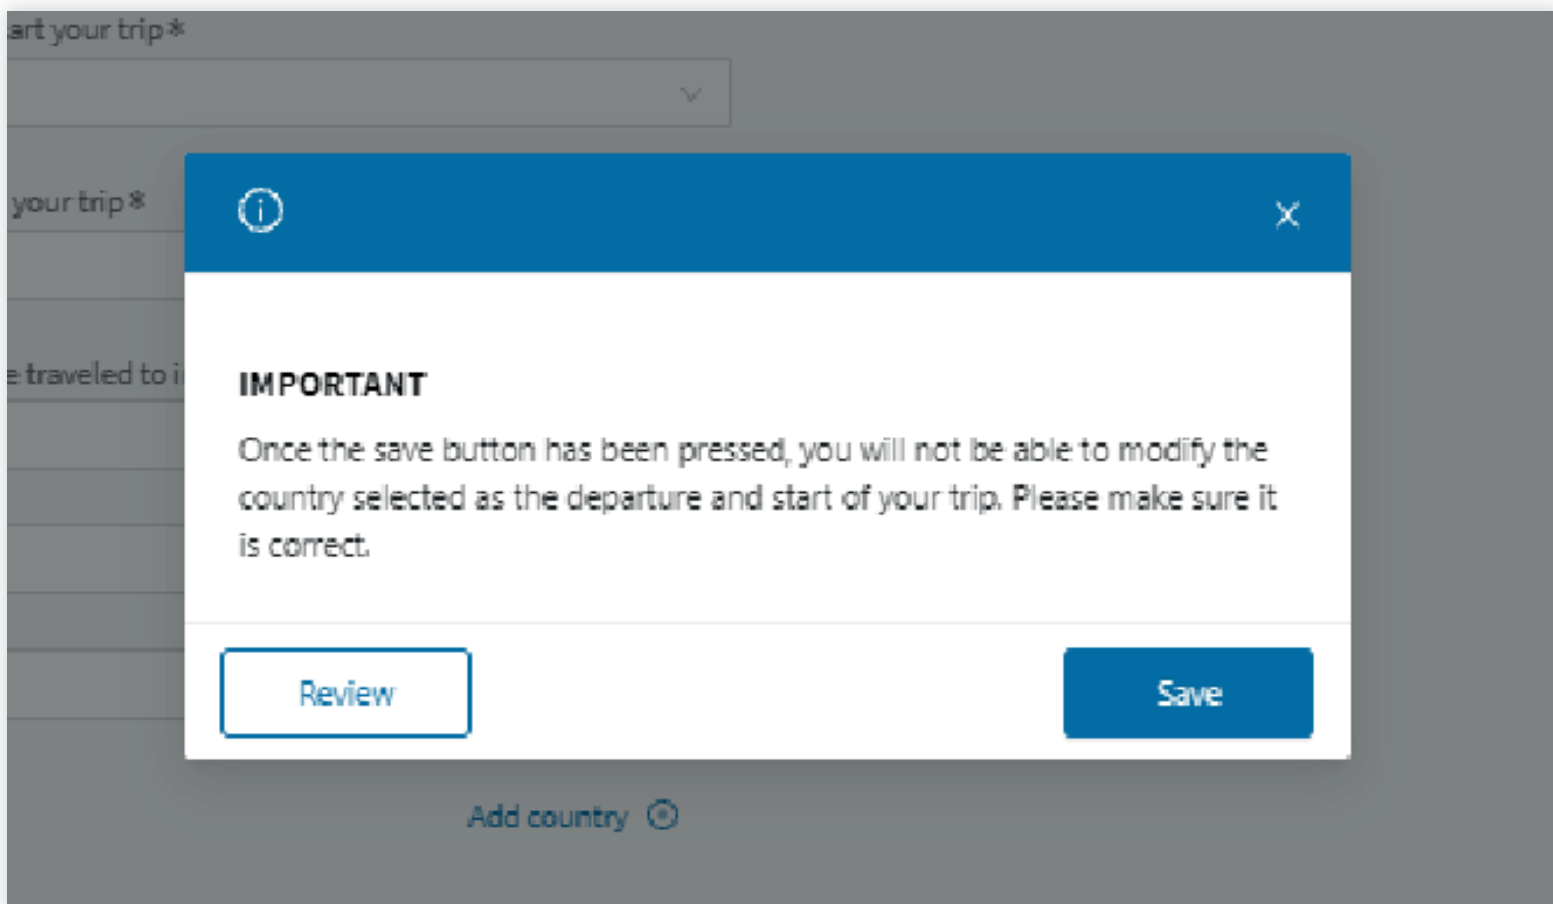 art your trip*
your trip*
traveled to
IMPORTANT
Once the save button has been pressed, you will not be able to modify the
country selected as the departure and start of your trip. Please make sure it
is correct.
Review
Save
Add country